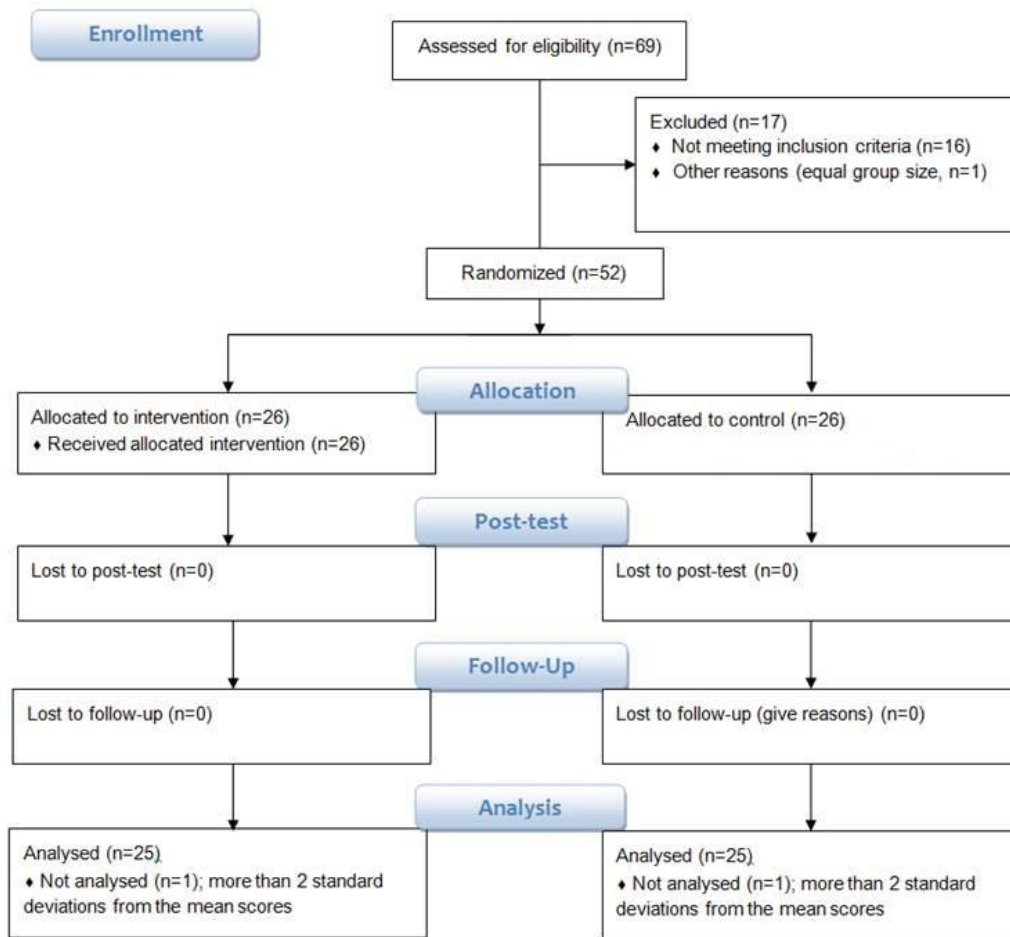 Enrollment
Assessed for eligibility (n=69)
Excluded (n=17)
♦ Not meeting inclusion criteria (n=16)
♦ Other reasons (equal group size, n=1)
Randomized (n=52)
Allocation
Allocated to intervention (n=26)
♦ Received allocated intervention (n=26)
Allocated to control (n=26)
Post-test
Lost to post-test (n=0)
Lost to post-test (n=0)
Follow-Up
Lost to follow-up (n=0)
Lost to follow-up (give reasons) (n=0)
Analysis
Analysed (n=25)
♦ Not analysed (n=1); more than 2 standard
deviations from the mean scores
Analysed (n=25)
♦ Not analysed (n=1); more than 2 standard
deviations from the mean scores